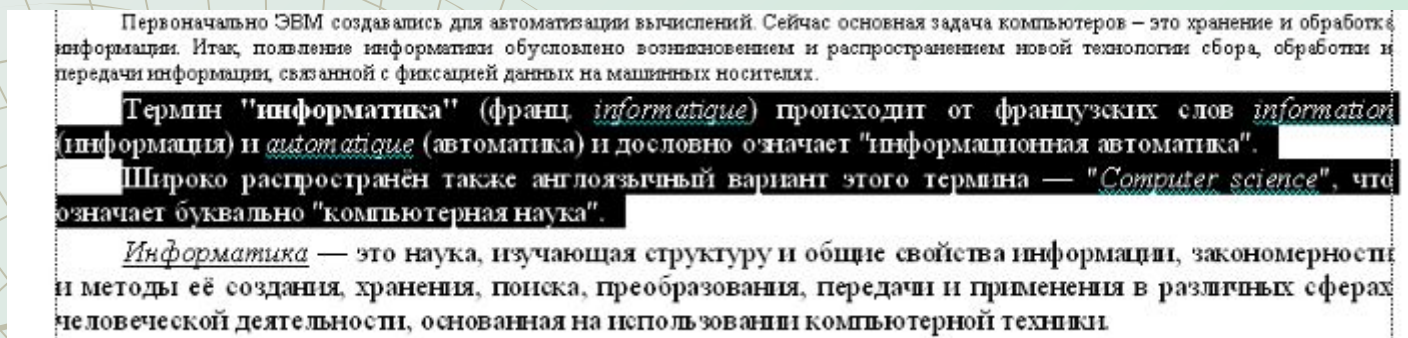 Первоначально ЭВМ создавались для автоматизации вычислений. Сейчас основная задача компьютеров – это хранение и обработка
информации. Итак, появление информатики обусловлено возникновением и распространением новой технологии сбора, обработки и
передачи информации, связанной с фиксацией данных на машинных носителях.
Термин "информатика" (франц. informatique) происходит от французских слов information
(информация) и automatique (автоматика) и дословно означает "информационная автоматика".
Широко распространён также англоязычный вариант этого термина — "Computer science", что
означает буквально "компьютерная наука".
Информатика — это наука, изучающая структуру и общие свойства информации, закономерности
и методы её создания, хранения, поиска, преобразования, передачи и применения в различных сферах
человеческой деятельности, основанная на использовании компьютерной техники.